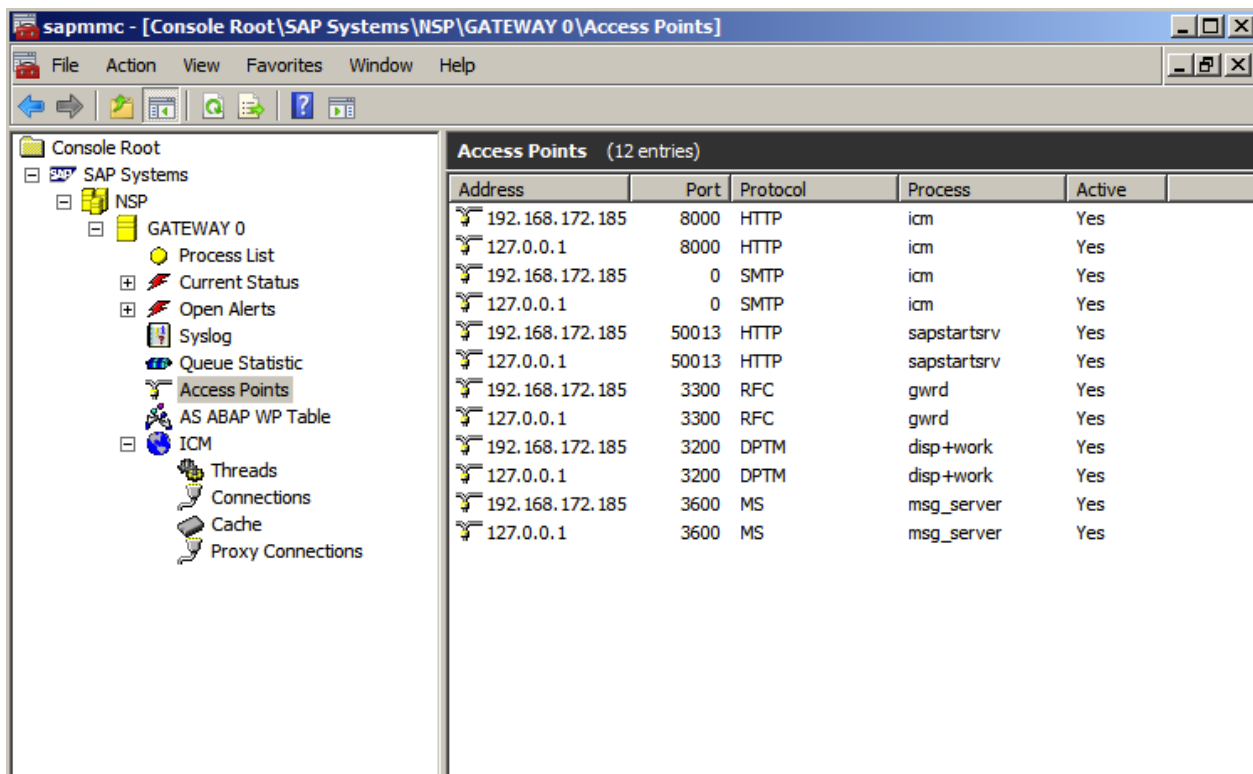 sapmmc - [Console Root\SAP Systems\NSP\GATEWAY 0\Access Points]
File Action View Favorites Window Help
Console Root
SAP Systems
NSP
GATEWAY 0
Process List
Current Status
Open Alerts
Syslog
Queue Statistic
Access Points
AS ABAP WP Table
ICM
Threads
Connections
Cache
Proxy Connections
Access Points (12 entries)
Address Port Protocol Process Active
192.168.172.185 8000 HTTP icm Yes
127.0.0.1 8000 HTTP icm Yes
192.168.172.185 0 SMTP icm Yes
127.0.0.1 0 SMTP icm Yes
192.168.172.185 50013 HTTP sapstartsrv Yes
127.0.0.1 50013 HTTP sapstartsrv Yes
192.168.172.185 3300 RFC gwrd Yes
127.0.0.1 3300 RFC gwrd Yes
192.168.172.185 3200 DPTM disp+work Yes
127.0.0.1 3200 DPTM disp+work Yes
192.168.172.185 3600 MS msg_server Yes
127.0.0.1 3600 MS msg_server Yes